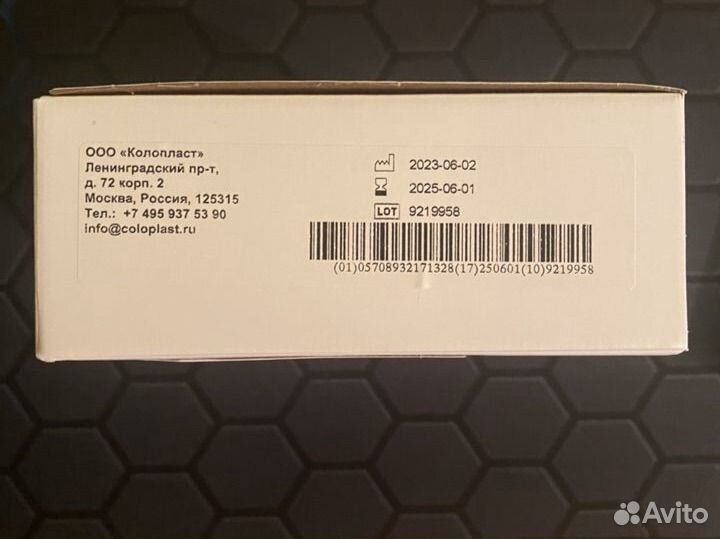 ООО «Колопласт»
Ленинградский пр-т,
д. 72 корп. 2
Москва, Россия, 125315
Тел.: +7 495 937 53 90
info@coloplast.ru
2023-06-02
2025-06-01
LOT 9219958
(01)05708932171328(17)250601(10)9219958
Avito